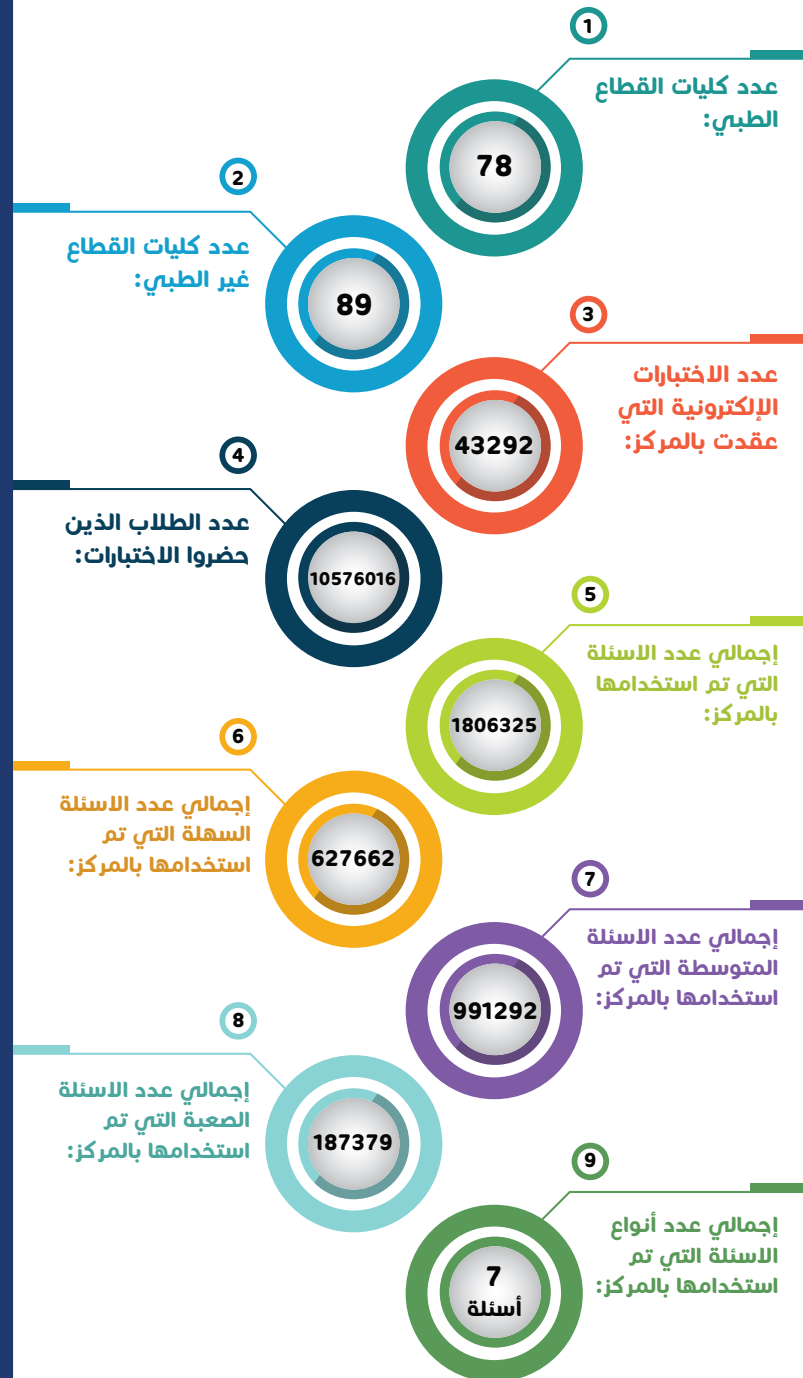 1
عدد كليات القطاع
الطبي:
78
2
عدد كليات القطاع
غير الطبي:
89
3
عدد الاختبارات
الإلكترونية التي
عقدت بالمركز:
43292
4
عدد الطلاب الذين
حضروا الاختبارات:
10576016
5
إجمالي عدد الاسئلة
التي تم استخدامها
بالمركز:
1806325
6
إجمالي عدد الاسئلة
السهلة التي تم
استخدامها بالمركز:
627662
7
إجمالي عدد الاسئلة
المتوسطة التي تم
استخدامها بالمركز:
991292
8
إجمالي عدد الاسئلة
الصعبة التي تم
استخدامها بالمركز:
187379
9
إجمالي عدد أنواع
الاسئلة التي تم
استخدامها بالمركز:
7
أسئلة